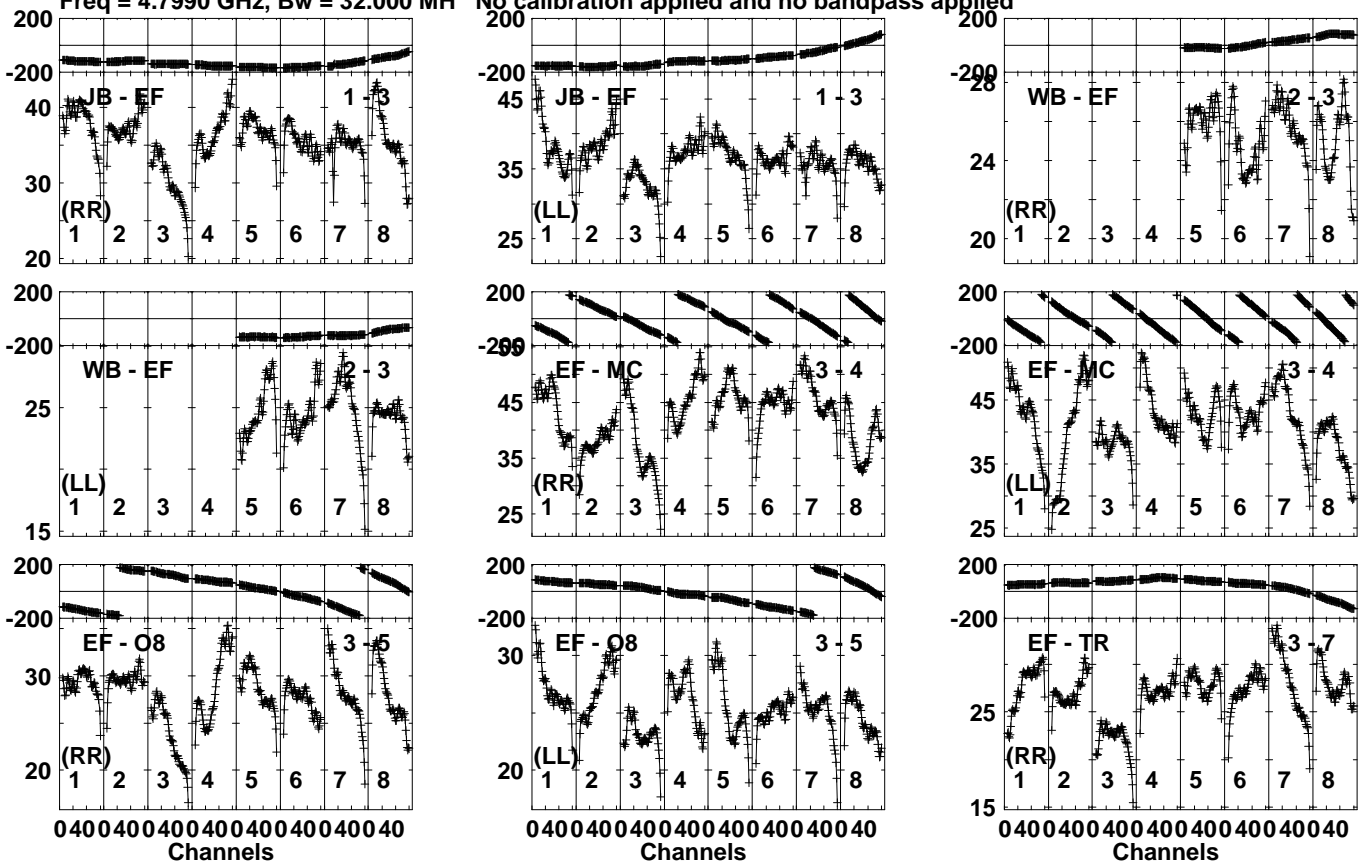 Freq = 4.7990 GHz, Bw = 32.000 MH   No calibration applied and no bandpass applied
200
-200
40
30
20
JB - EF 1 - 3
(RR)
1 2 3 4 5 6 7 8
200
-200
45
35
25
JB - EF 1 - 3
(LL)
1 2 3 4 5 6 7 8
200
-200
28
24
20
WB - EF 2 - 3
(RR)
1 2 3 4 5 6 7 8
200
-200
25
15
WB - EF 2 - 3
(LL)
1 2 3 4 5 6 7 8
200
-200
55
45
35
25
EF - MC 3 - 4
(RR)
1 2 3 4 5 6 7 8
200
-200
45
35
25
EF - MC 3 - 4
(LL)
1 2 3 4 5 6 7 8
200
-200
30
20
EF - O8 3 - 5
(RR)
1 2 3 4 5 6 7 8
0 40 0 40 0 40 0 40 0 40 0 40 0 40 0 40
Channels
200
-200
30
20
EF - O8 3 - 5
(LL)
1 2 3 4 5 6 7 8
0 40 0 40 0 40 0 40 0 40 0 40 0 40 0 40
Channels
200
-200
25
15
EF - TR 3 - 7
(RR)
1 2 3 4 5 6 7 8
0 40 0 40 0 40 0 40 0 40 0 40 0 40 0 40
Channels